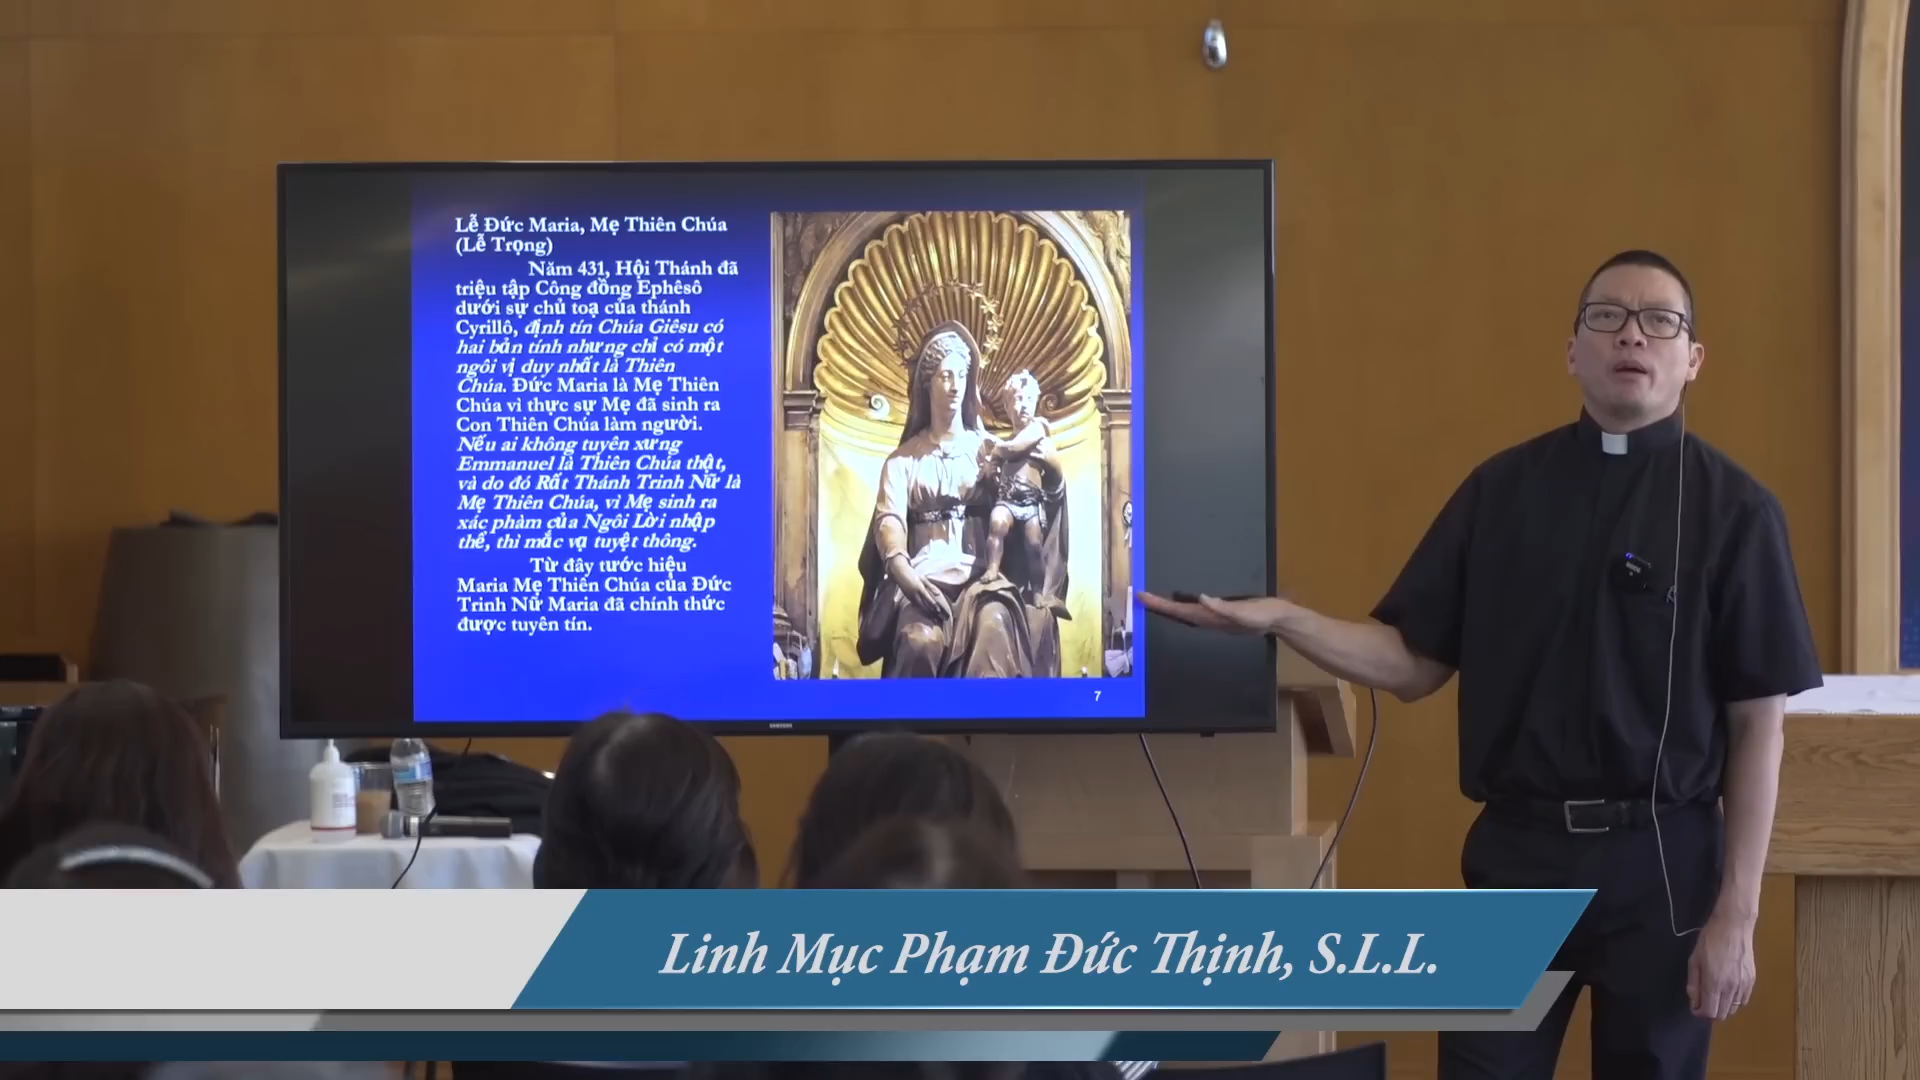 Lễ Đức Maria, Mẹ Thiên Chúa
(Lễ Trọng)
Năm 431, Hội Thánh đã
triệu tập Công đồng Ephêsô
dưới sự chủ toạ của thánh
Cyrillô, định tín Chúa Giêsu có
hai bản tính nhưng chỉ có một
ngôi vị duy nhất là Thiên
Chúa. Đức Maria là Mẹ Thiên
Chúa vì thực sự Mẹ đã sinh ra
Con Thiên Chúa làm người.
Nếu ai không tuyên xưng
Emmanuel là Thiên Chúa thật,
và do đó Rất Thánh Trinh Nữ là
Mẹ Thiên Chúa, vì Mẹ sinh ra
xác phàm của Ngôi Lời nhập
thể, thì mắc vạ tuyệt thông.
Từ đây tước hiệu
Maria Mẹ Thiên Chúa của Đức
Trinh Nữ Maria đã chính thức
được tuyên tín.
7
SAMSUNG
Linh Mục Phạm Đức Thịnh, S.L.L.